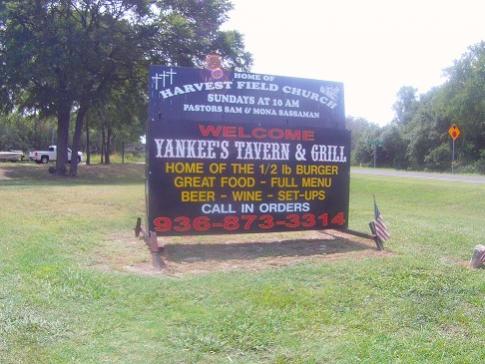 HOME OF
HARVEST FIELD CHURCH
SUNDAYS AT 10 AM
PASTORS SAM & MONA SASSAMAN
WELCOME
YANKEE'S TAVERN & GRILL
HOME OF THE 1/2 lb BURGER
GREAT FOOD - FULL MENU
BEER - WINE - SET-UPS
CALL IN ORDERS
936-873-3314